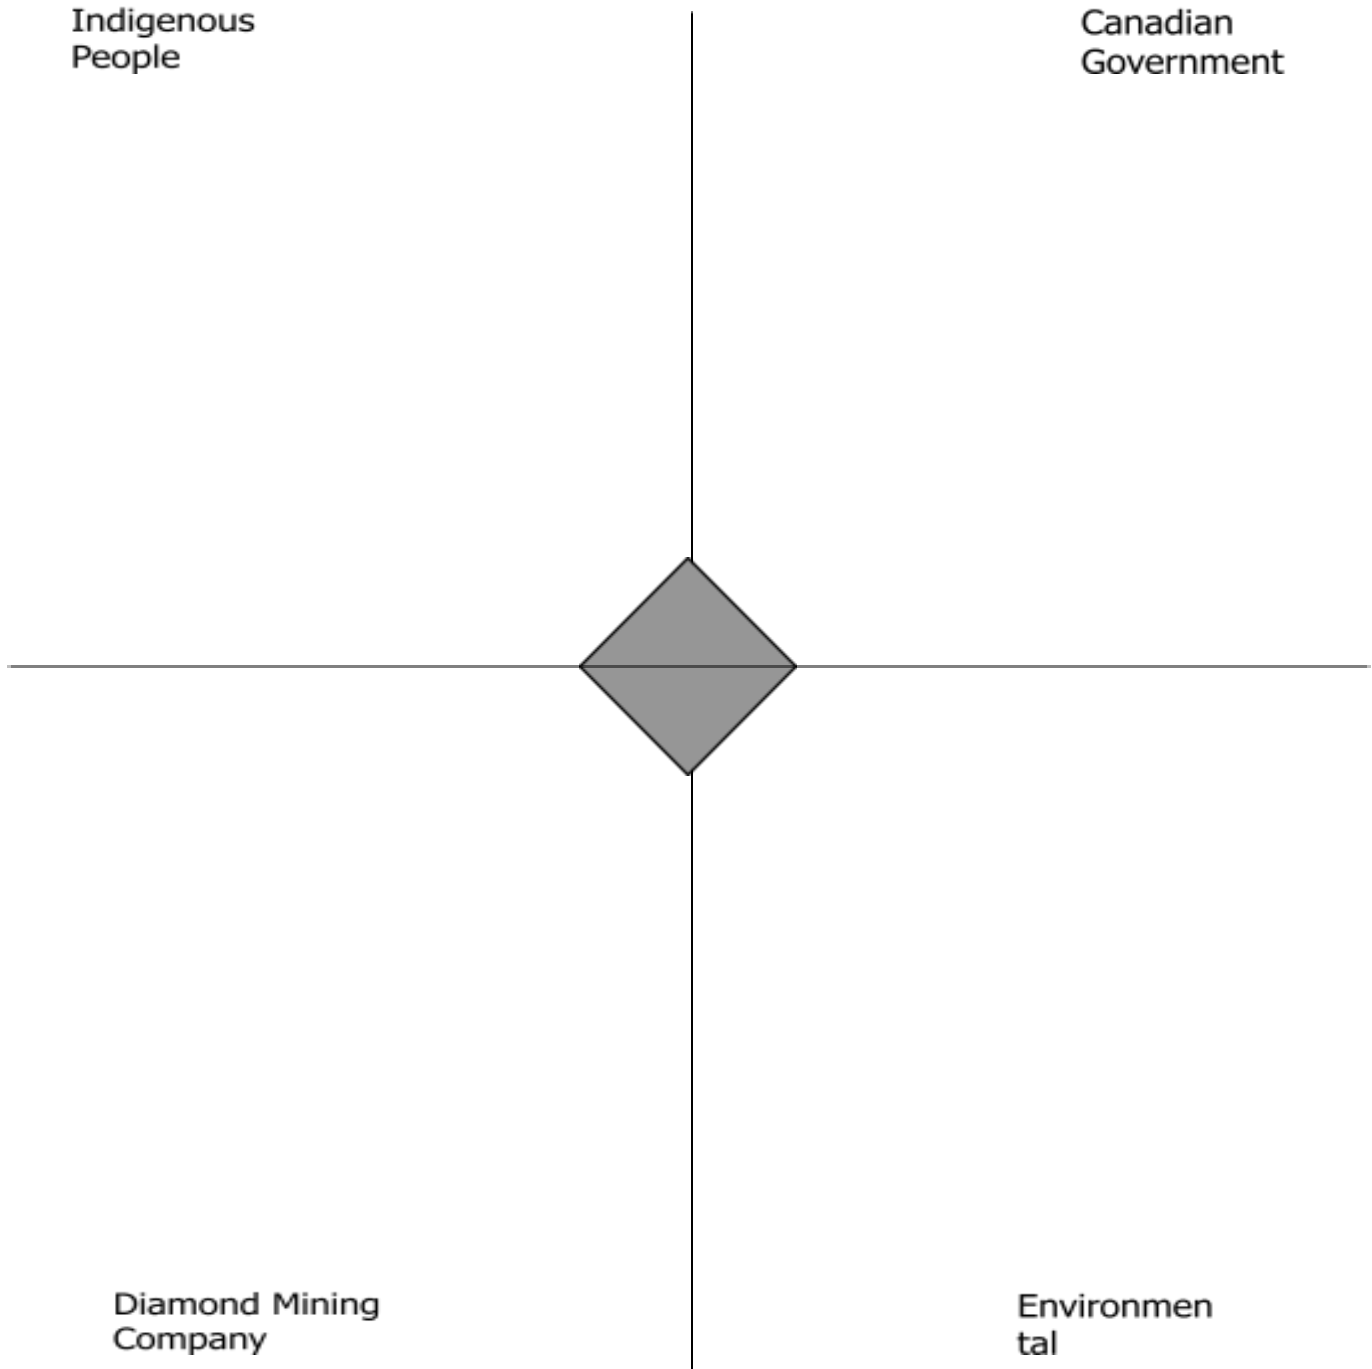 Indigenous
People
Canadian
Government
Diamond Mining
Company
Environmen
tal